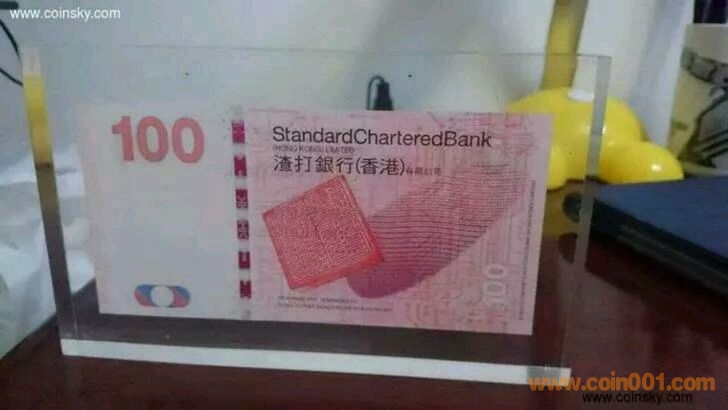 www.coinsky.com
100
StandardCharteredBank
(HONG KONG) LIMITED
渣打銀行(香港)有限公司
100
www.coin001.com
www.coinsky.com